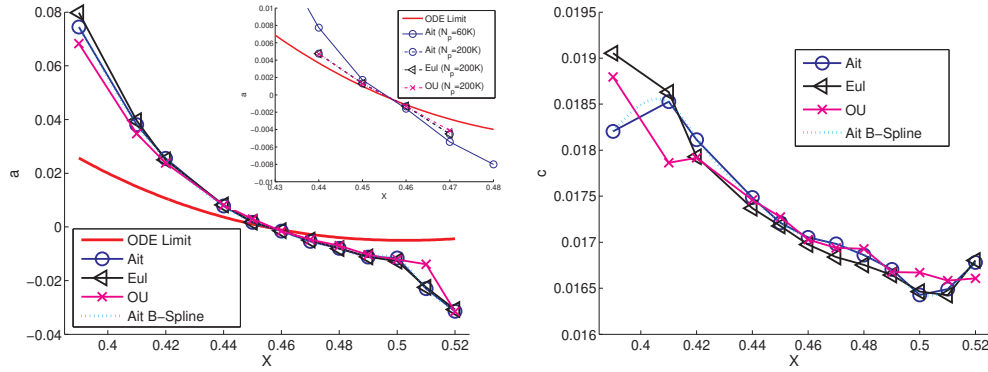 0.08
0.06
0.04
0.02
0
−0.02
−0.04
a
0.4
0.42
0.44
0.46
0.48
0.5
0.52
X
ODE Limit
Ait
Eul
OU
Ait B−Spline
0.01
0.008
0.006
0.004
0.002
0
−0.002
−0.004
−0.006
−0.008
−0.01
a
0.43
0.44
0.45
0.46
0.47
0.48
X
ODE Limit
Ait (N_p=60K)
Ait (N_p=200K)
Eul (N_p=200K)
OU (N_p=200K)
0.0195
0.019
0.0185
0.018
0.0175
0.017
0.0165
0.016
c
0.4
0.42
0.44
0.46
0.48
0.5
0.52
X
Ait
Eul
OU
Ait B−Spline